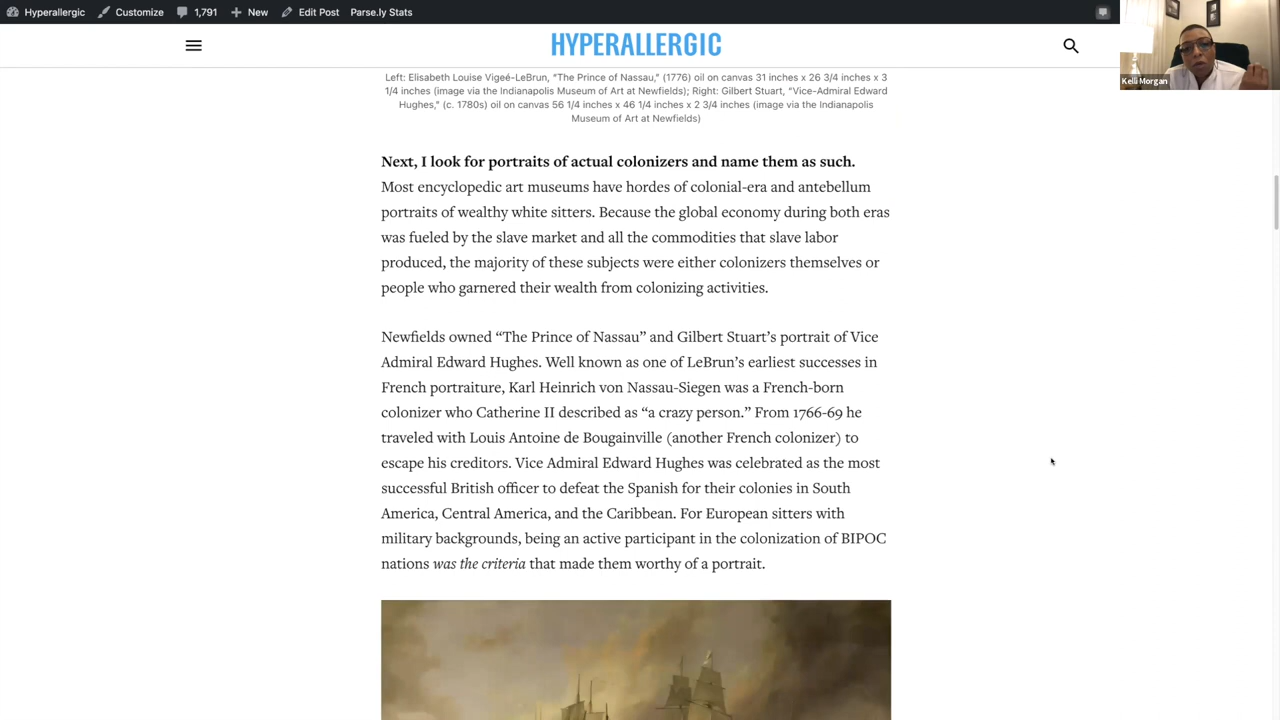 Hyperallergic Customize 1,791 New Edit Post Parse.ly Stats
HYPERALLERGIC
Kelli Morgan
Left: Elisabeth Louise Vigeé-LeBrun, “The Prince of Nassau,” (1776) oil on canvas 31 inches x 26 3/4 inches x 3
1/4 inches (image via the Indianapolis Museum of Art at Newfields); Right: Gilbert Stuart, “Vice-Admiral Edward
Hughes,” (c. 1780s) oil on canvas 56 1/4 inches x 46 1/4 inches x 2 3/4 inches (image via the Indianapolis
Museum of Art at Newfields)
Next, I look for portraits of actual colonizers and name them as such.
Most encyclopedic art museums have hordes of colonial-era and antebellum
portraits of wealthy white sitters. Because the global economy during both eras
was fueled by the slave market and all the commodities that slave labor
produced, the majority of these subjects were either colonizers themselves or
people who garnered their wealth from colonizing activities.
Newfields owned “The Prince of Nassau” and Gilbert Stuart’s portrait of Vice
Admiral Edward Hughes. Well known as one of LeBrun’s earliest successes in
French portraiture, Karl Heinrich von Nassau-Siegen was a French-born
colonizer who Catherine II described as “a crazy person.” From 1766-69 he
traveled with Louis Antoine de Bougainville (another French colonizer) to
escape his creditors. Vice Admiral Edward Hughes was celebrated as the most
successful British officer to defeat the Spanish for their colonies in South
America, Central America, and the Caribbean. For European sitters with
military backgrounds, being an active participant in the colonization of BIPOC
nations was the criteria that made them worthy of a portrait.